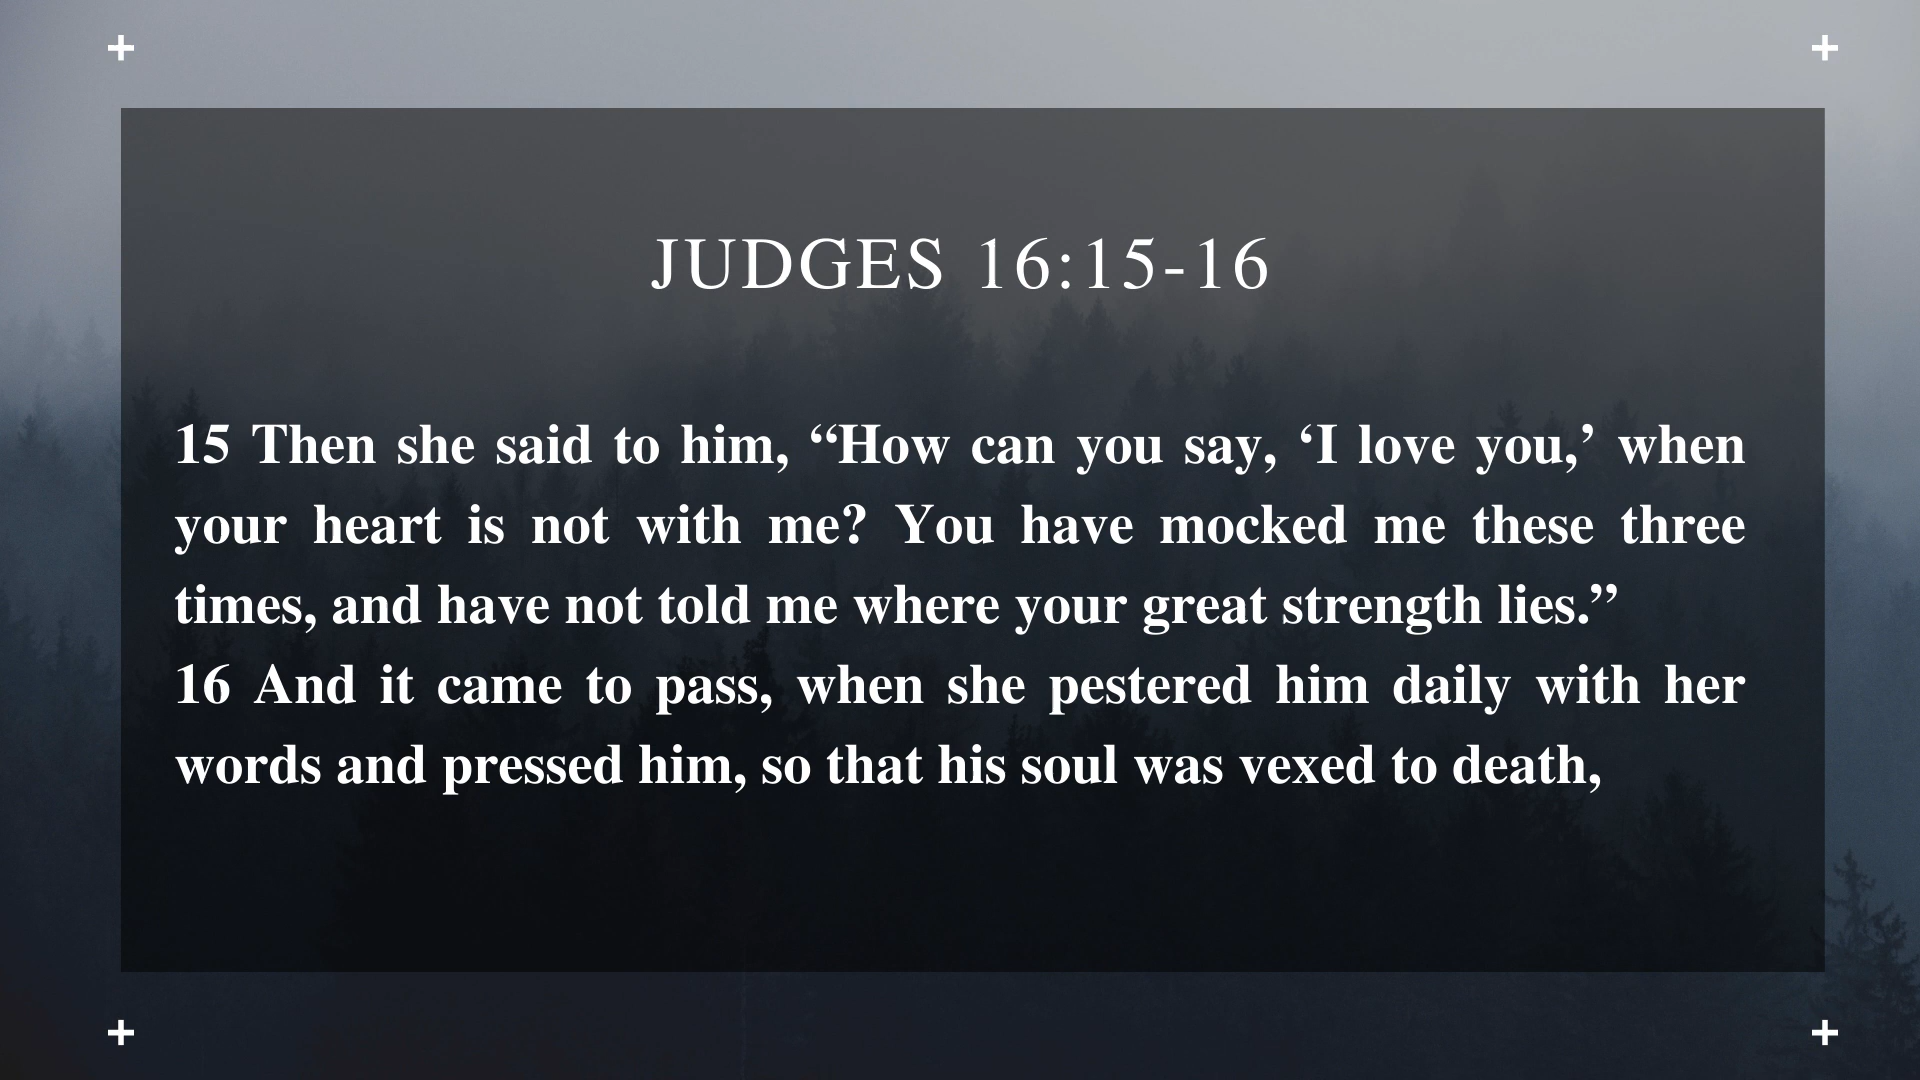 JUDGES 16:15-16
15 Then she said to him, “How can you say, ‘I love you,’ when
your heart is not with me? You have mocked me these three
times, and have not told me where your great strength lies.”
16 And it came to pass, when she pestered him daily with her
words and pressed him, so that his soul was vexed to death,